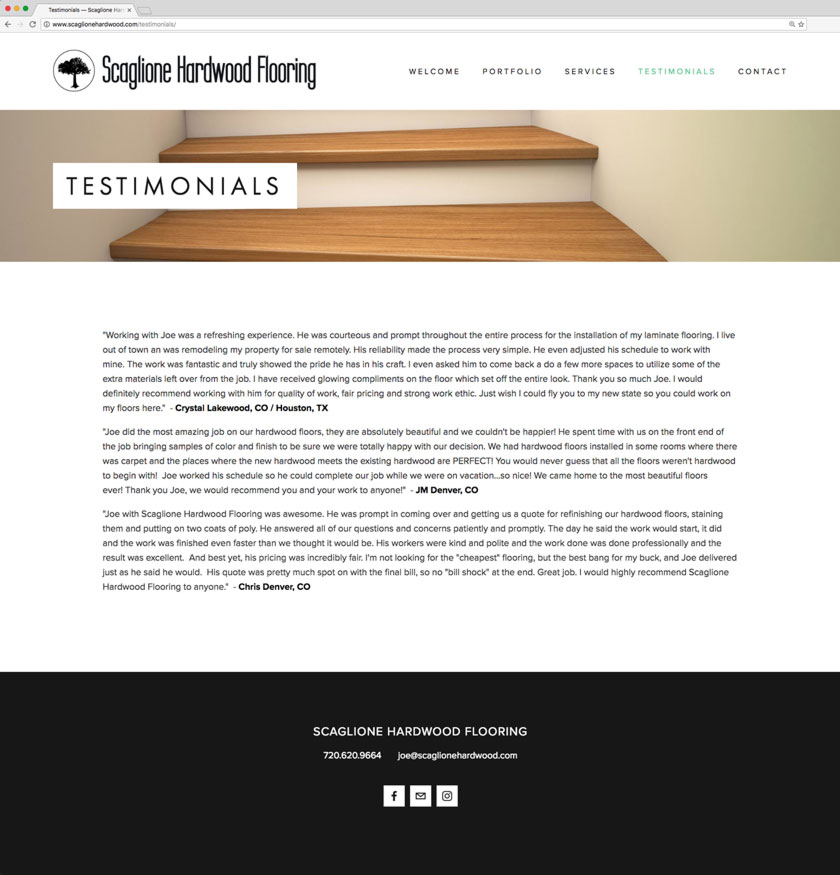 Testimonials — Scaglione Har
www.scaglionehardwood.com/testimonials/
Scaglione Hardwood Flooring
WELCOME PORTFOLIO SERVICES TESTIMONIALS CONTACT
TESTIMONIALS
"Working with Joe was a refreshing experience. He was courteous and prompt throughout the entire process for the installation of my laminate flooring. I live
out of town an was remodeling my property for sale remotely. His reliability made the process very simple. He even adjusted his schedule to work with
mine. The work was fantastic and truly showed the pride he has in his craft. I even asked him to come back a do a few more spaces to utilize some of the
extra materials left over from the job. I have received glowing compliments on the floor which set off the entire look. Thank you so much Joe. I would
definitely recommend working with him for quality of work, fair pricing and strong work ethic. Just wish I could fly you to my new state so you could work on
my floors here." - Crystal Lakewood, CO / Houston, TX
"Joe did the most amazing job on our hardwood floors, they are absolutely beautiful and we couldn't be happier! He spent time with us on the front end of
the job bringing samples of color and finish to be sure we were totally happy with our decision. We had hardwood floors installed in some rooms where there
was carpet and the places where the new hardwood meets the existing hardwood are PERFECT! You would never guess that all the floors weren't hardwood
to begin with! Joe worked his schedule so he could complete our job while we were on vacation...so nice! We came home to the most beautiful floors
ever! Thank you Joe, we would recommend you and your work to anyone!" - JM Denver, CO
"Joe with Scaglione Hardwood Flooring was awesome. He was prompt in coming over and getting us a quote for refinishing our hardwood floors, staining
them and putting on two coats of poly. He answered all of our questions and concerns patiently and promptly. The day he said the work would start, it did
and the work was finished even faster than we thought it would be. His workers were kind and polite and the work done was done professionally and the
result was excellent. And best yet, his pricing was incredibly fair. I'm not looking for the "cheapest" flooring, but the best bang for my buck, and Joe delivered
just as he said he would. His quote was pretty much spot on with the final bill, so no "bill shock" at the end. Great job. I would highly recommend Scaglione
Hardwood Flooring to anyone." - Chris Denver, CO
SCAGLIONE HARDWOOD FLOORING
720.620.9664 joe@scaglionehardwood.com